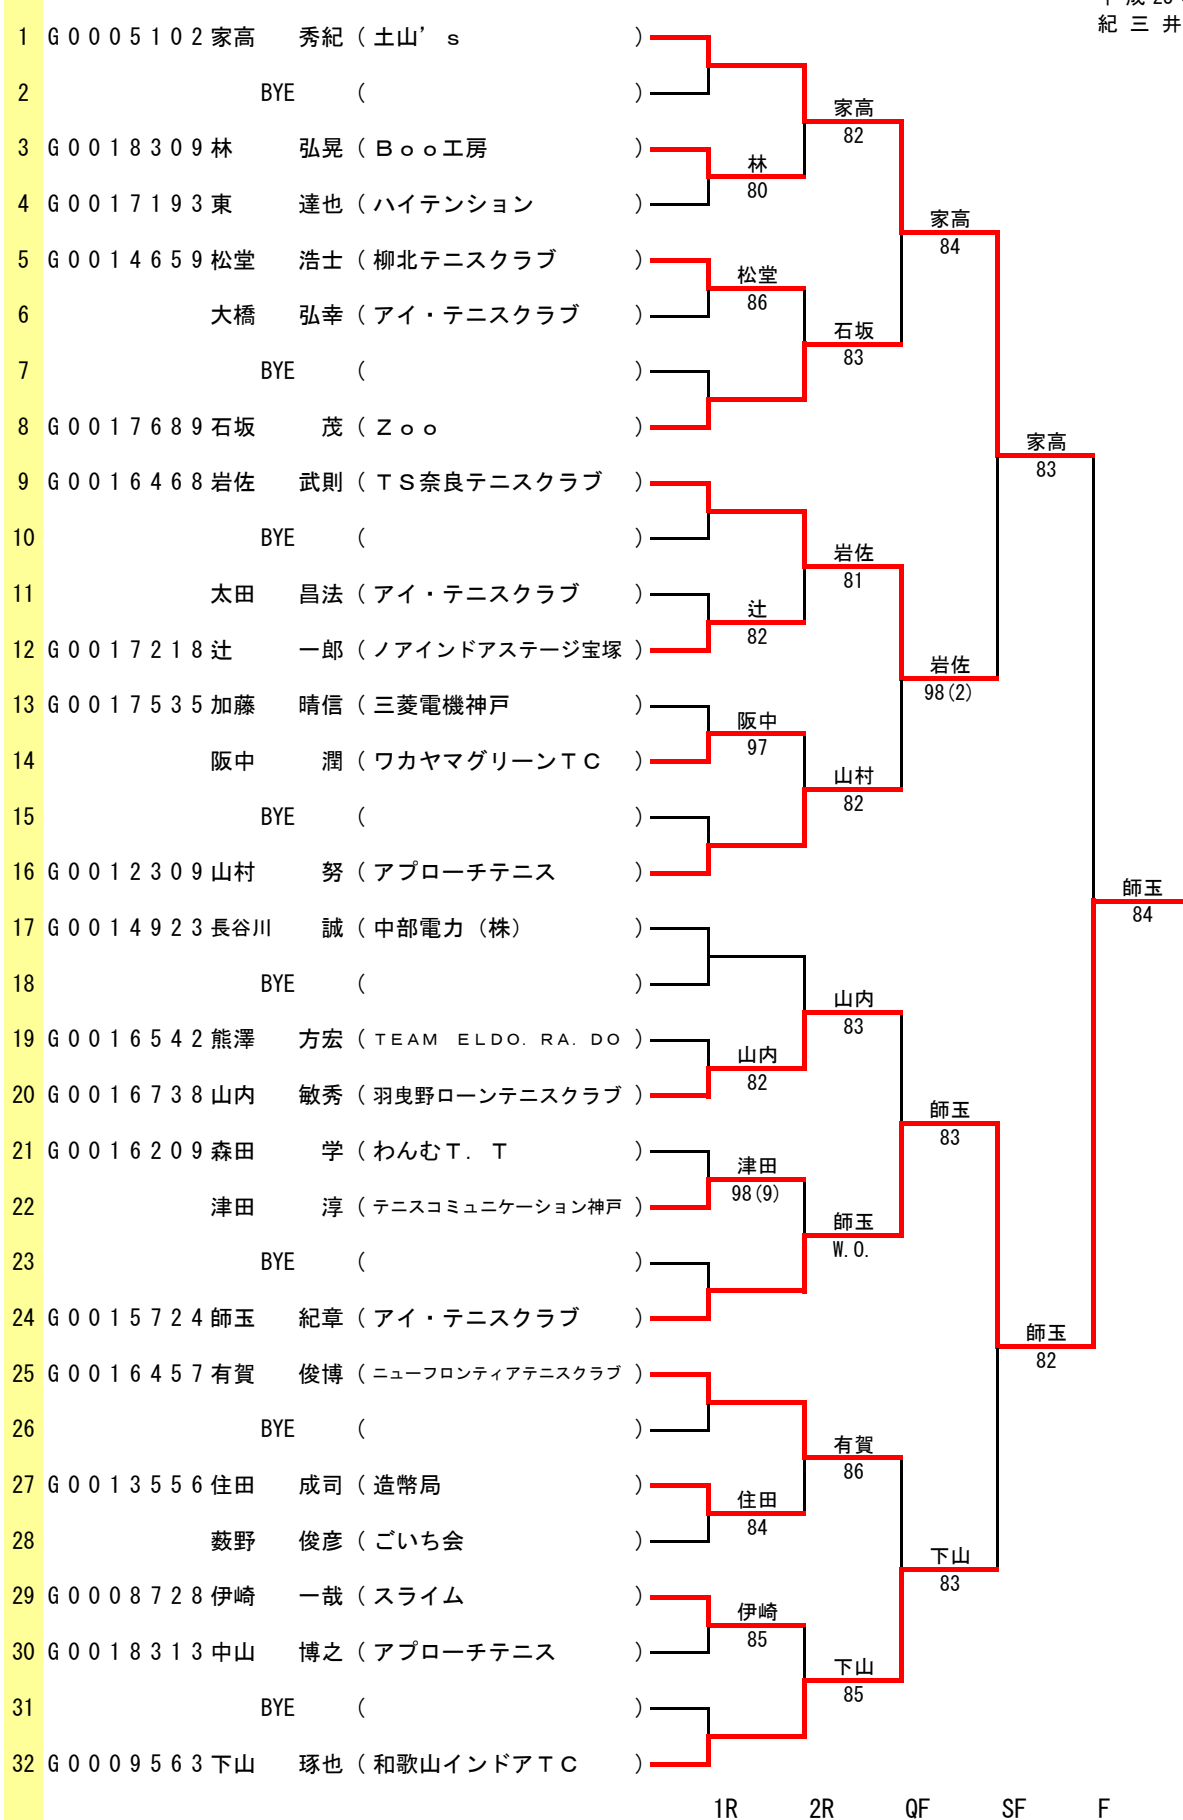 紀 三 井
1 G0005102 家高 秀紀 ( 土山’ｓ )
2 BYE ( )
家高
82
3 G0018309 林 弘晃 ( Ｂｏｏ工房 )
林
80
4 G0017193 東 達也 ( ハイテンション )
家高
84
5 G0014659 松堂 浩士 ( 柳北テニスクラブ )
松堂
86
6 大橋 弘幸 ( アイ・テニスクラブ )
石坂
83
7 BYE ( )
8 G0017689 石坂 茂 ( Ｚｏｏ )
家高
83
9 G0016468 岩佐 武則 ( ＴＳ奈良テニスクラブ )
10 BYE ( )
岩佐
81
11 太田 昌法 ( アイ・テニスクラブ )
辻
82
12 G0017218 辻 一郎 ( ノアインドアステージ宝塚 )
岩佐
98(2)
13 G0017535 加藤 晴信 ( 三菱電機神戸 )
阪中
97
14 阪中 潤 ( ワカヤマグリーンＴＣ )
山村
82
15 BYE ( )
16 G0012309 山村 努 ( アプローチテニス )
師玉
84
17 G0014923 長谷川 誠 ( 中部電力（株） )
18 BYE ( )
山内
83
19 G0016542 熊澤 方宏 ( ＴＥＡＭ ＥＬＤＯ．ＲＡ．ＤＯ )
山内
82
20 G0016738 山内 敏秀 ( 羽曳野ローンテニスクラブ )
師玉
83
21 G0016209 森田 学 ( わんむＴ．Ｔ )
津田
98(9)
22 津田 淳 ( テニスコミュニケーション神戸 )
師玉
W.O.
23 BYE ( )
24 G0015724 師玉 紀章 ( アイ・テニスクラブ )
師玉
82
25 G0016457 有賀 俊博 ( ニューフロンティアテニスクラブ )
26 BYE ( )
有賀
86
27 G0013556 住田 成司 ( 造幣局 )
住田
84
28 薮野 俊彦 ( ごいち会 )
下山
83
29 G0008728 伊崎 一哉 ( スライム )
伊崎
85
30 G0018313 中山 博之 ( アプローチテニス )
下山
85
31 BYE ( )
32 G0009563 下山 琢也 ( 和歌山インドアＴＣ )
1R 2R QF SF F